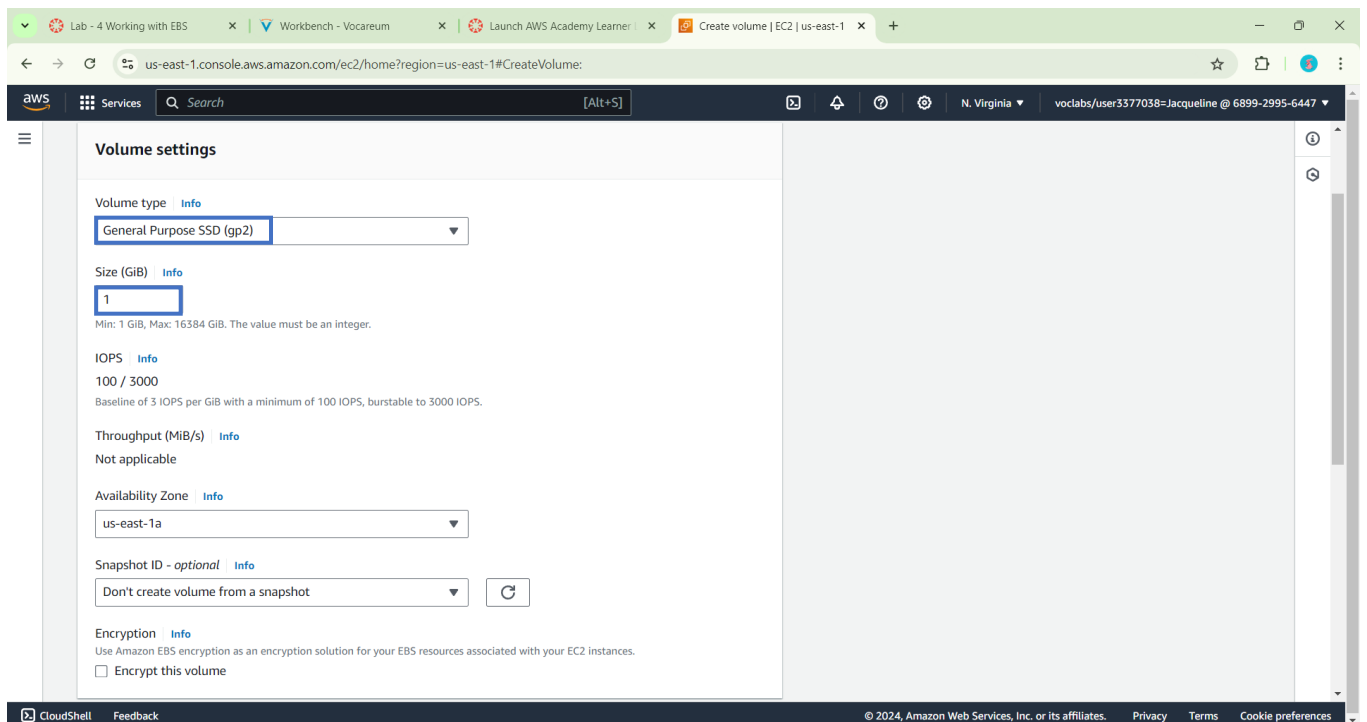 Lab - 4 Working with EBS
Workbench - Vocareum
Launch AWS Academy Learner
Create volume | EC2 | us-east-1
us-east-1.console.aws.amazon.com/ec2/home?region=us-east-1#CreateVolume:
aws Services Search [Alt+S] N. Virginia voclabs/user3377038=Jacqueline @ 6899-2995-6447
Volume settings
Volume type Info
General Purpose SSD (gp2)
Size (GiB) Info
1
Min: 1 GiB, Max: 16384 GiB. The value must be an integer.
IOPS Info
100 / 3000
Baseline of 3 IOPS per GiB with a minimum of 100 IOPS, burstable to 3000 IOPS.
Throughput (MiB/s) Info
Not applicable
Availability Zone Info
us-east-1a
Snapshot ID - optional Info
Don't create volume from a snapshot
Encryption Info
Use Amazon EBS encryption as an encryption solution for your EBS resources associated with your EC2 instances.
Encrypt this volume
CloudShell Feedback © 2024, Amazon Web Services, Inc. or its affiliates. Privacy Terms Cookie preferences